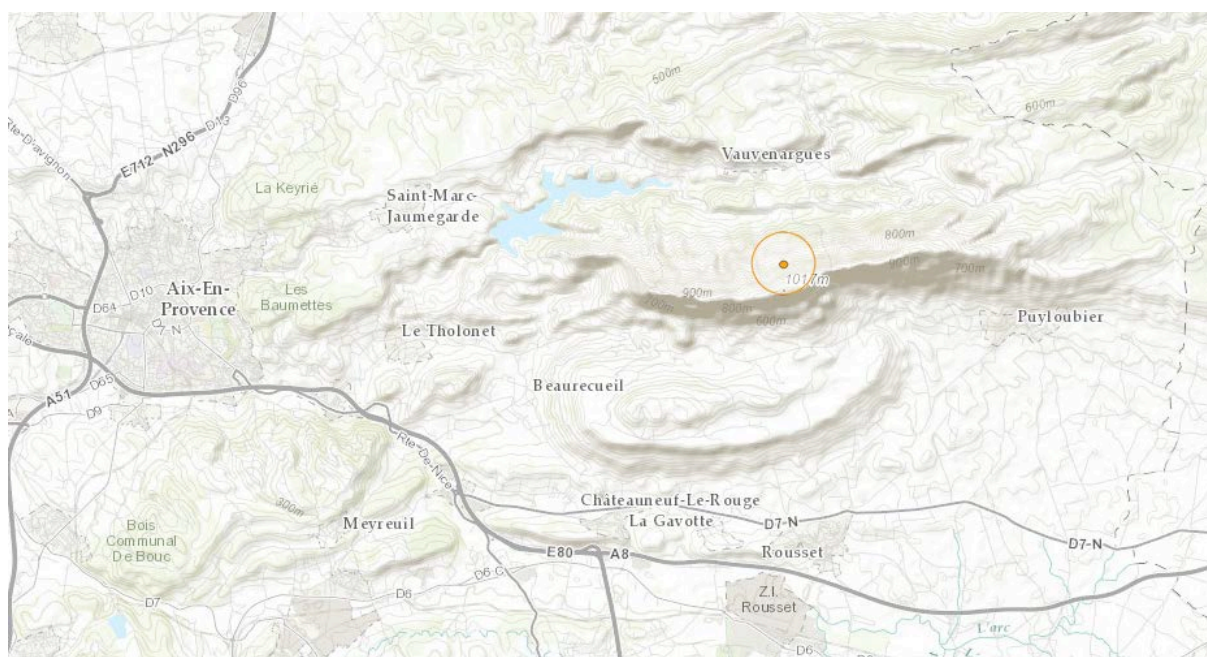 500m
600m
D96
D13
Rte-D'avignon
E712-N296
La Keyrié
Saint-Marc-
Jaumegarde
Vauvenargues
800m
900m
700m
1017m
Aix-En-
Provence
D10
D64
D7-N
Les
Baumettes
900m
700m
800m
600m
Le Tholonet
Puyloubier
Beaurecueil
D65
A51
D9
Rte-De-Nice
300m
Meyreuil
Châteauneuf-Le-Rouge
La Gavotte
D7-N
Rousset
D7-N
Bois
Communal
De Bouc
E80
A8
D6-C
D6
D7
Z.I.
Rousset
L'arc
D6